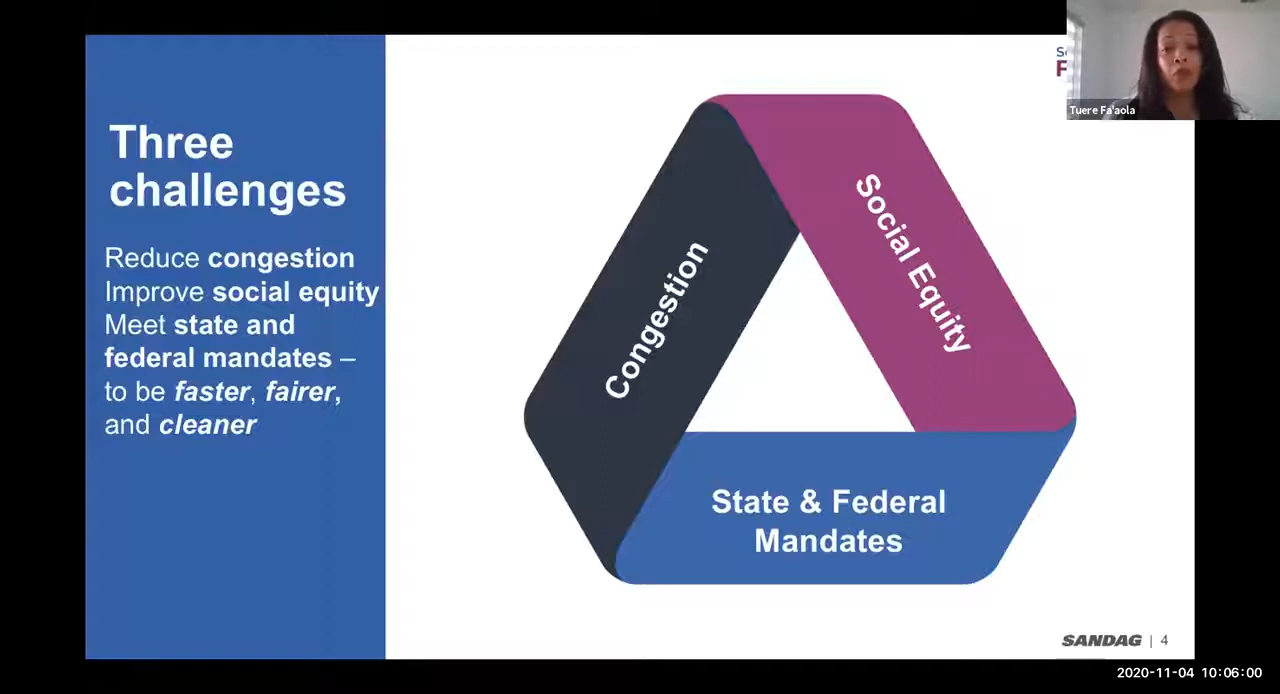 Three
challenges
Reduce congestion
Improve social equity
Meet state and
federal mandates –
to be faster, fairer,
and cleaner
Congestion
Social Equity
State & Federal
Mandates
Tuere Fa'aola
SANDAG | 4
2020-11-04 10:06:00